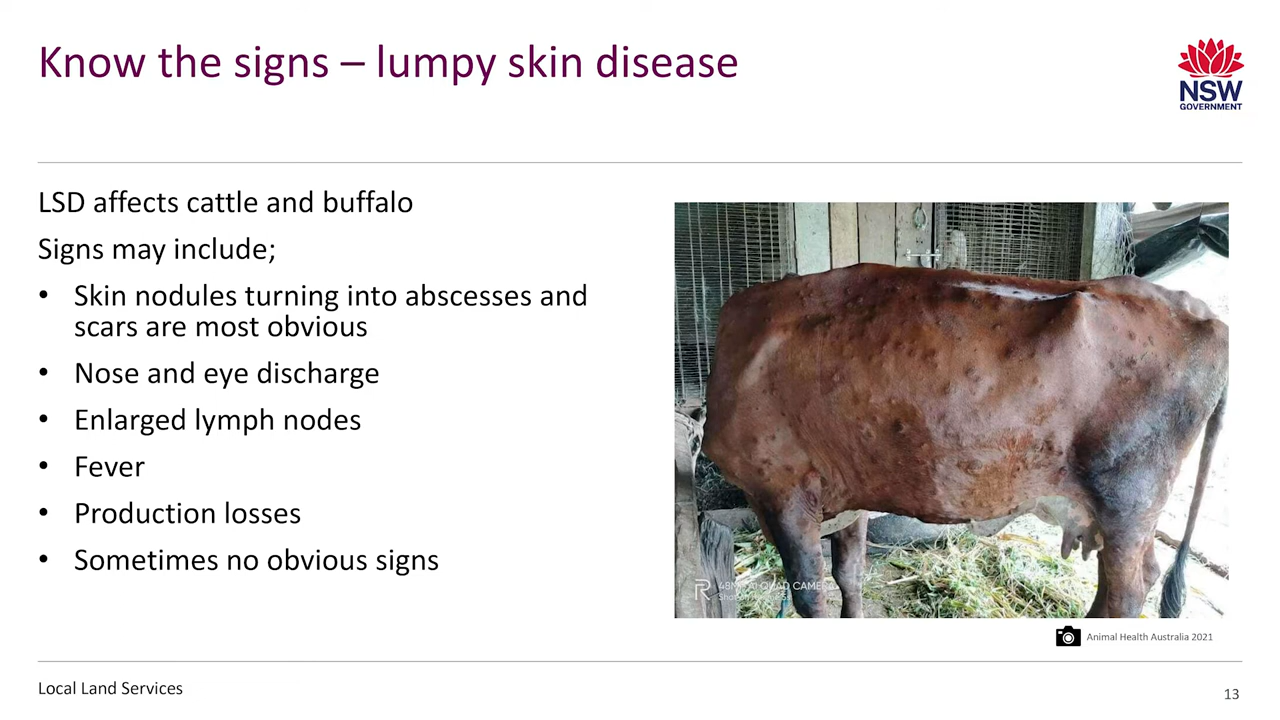 Know the signs – lumpy skin disease
NSW
GOVERNMENT
LSD affects cattle and buffalo
Signs may include;
• Skin nodules turning into abscesses and
scars are most obvious
• Nose and eye discharge
• Enlarged lymph nodes
• Fever
• Production losses
• Sometimes no obvious signs
QUAD CAMERA
Animal Health Australia 2021
Local Land Services
13